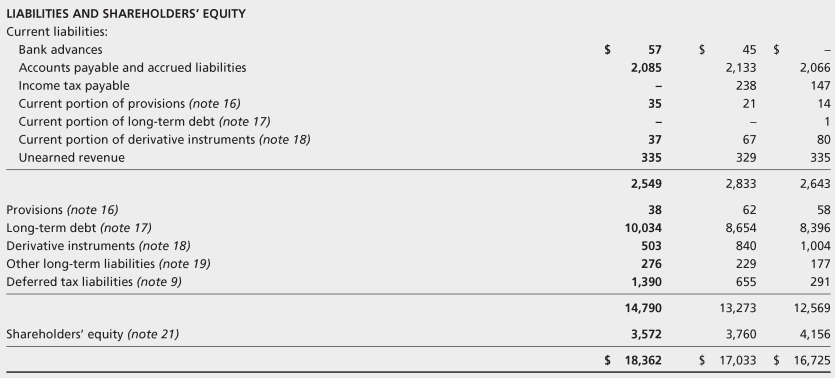 LIABILITIES AND SHAREHOLDERS’ EQUITY
Current liabilities:
Bank advances $ 57 $ 45 $ –
Accounts payable and accrued liabilities 2,085 2,133 2,066
Income tax payable – 238 147
Current portion of provisions (note 16) 35 21 14
Current portion of long-term debt (note 17) – – 1
Current portion of derivative instruments (note 18) 37 67 80
Unearned revenue 335 329 335
2,549 2,833 2,643
Provisions (note 16) 38 62 58
Long-term debt (note 17) 10,034 8,654 8,396
Derivative instruments (note 18) 503 840 1,004
Other long-term liabilities (note 19) 276 229 177
Deferred tax liabilities (note 9) 1,390 655 291
14,790 13,273 12,569
Shareholders’ equity (note 21) 3,572 3,760 4,156
$ 18,362 $ 17,033 $ 16,725